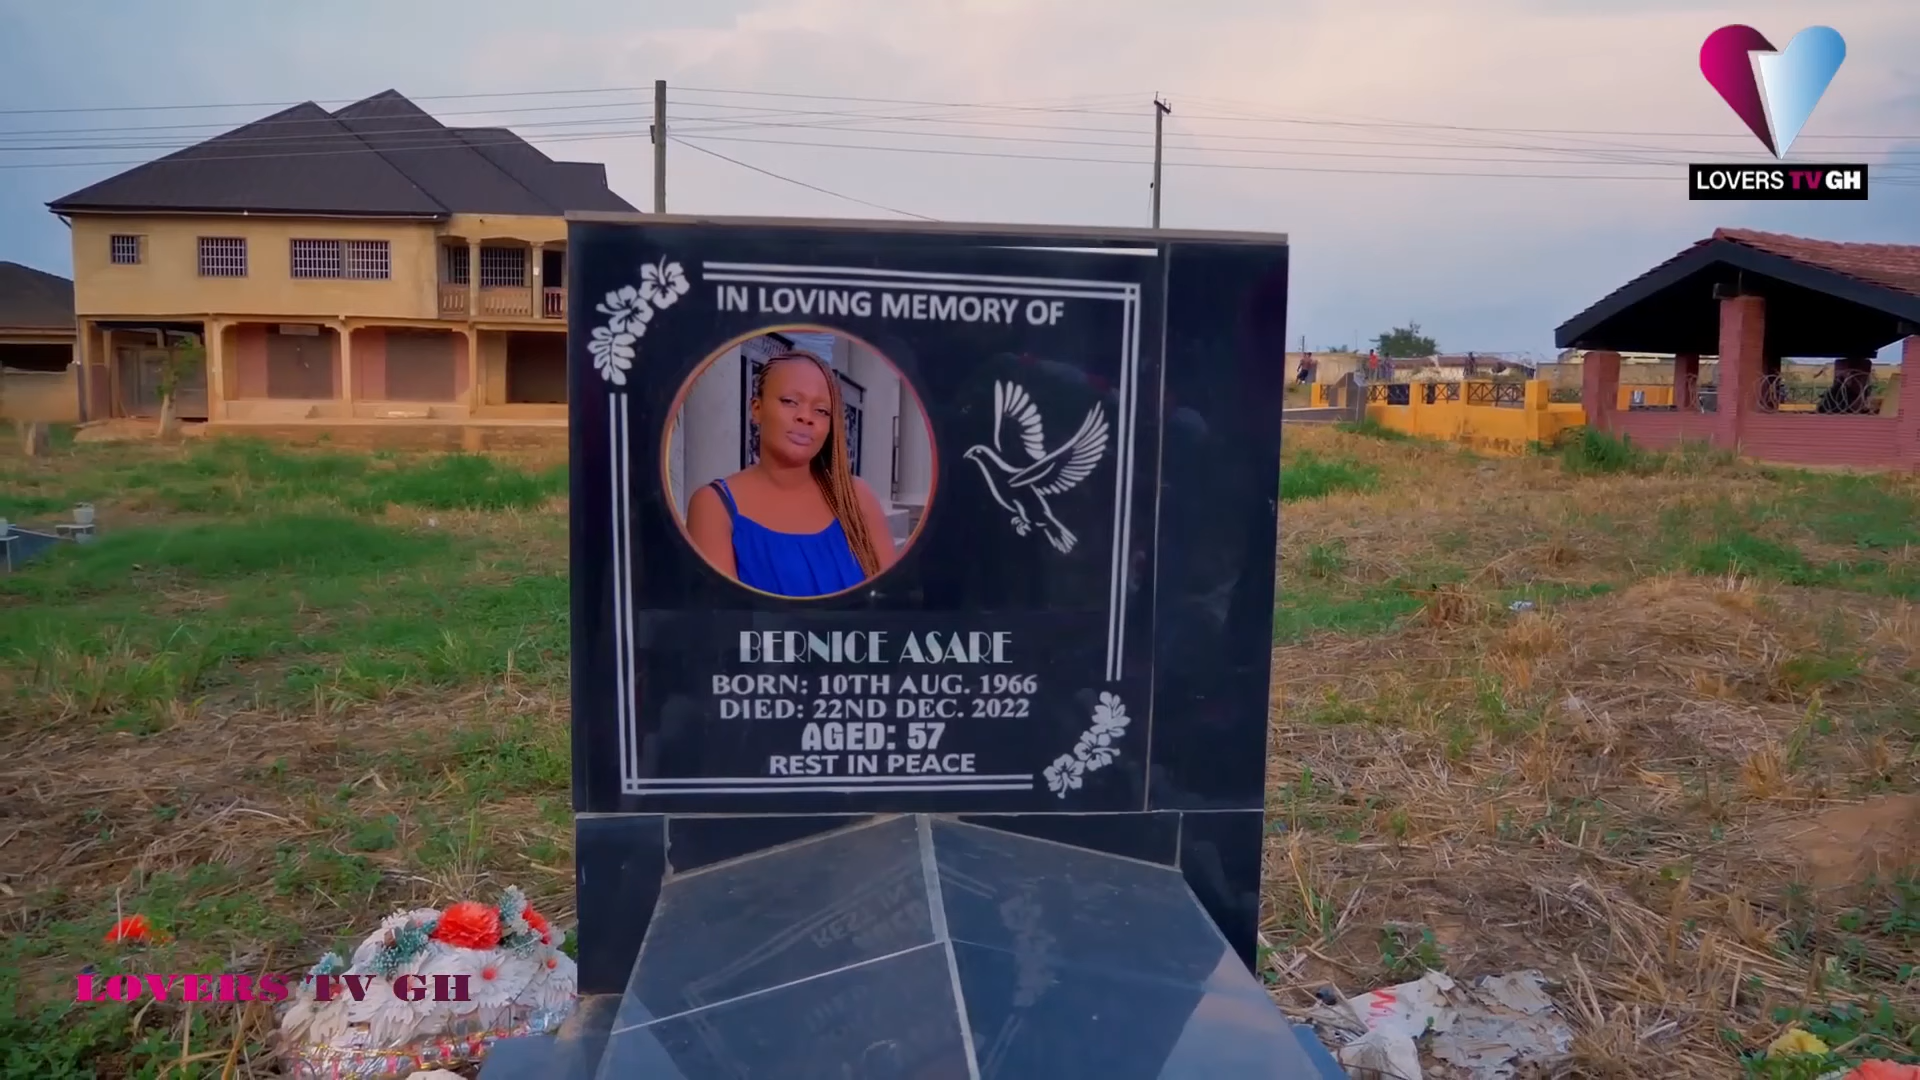 LOVERS TV GH
IN LOVING MEMORY OF
BERNICE ASARE
BORN: 10TH AUG. 1966
DIED: 22ND DEC. 2022
AGED: 57
REST IN PEACE
LOVERS TV GH